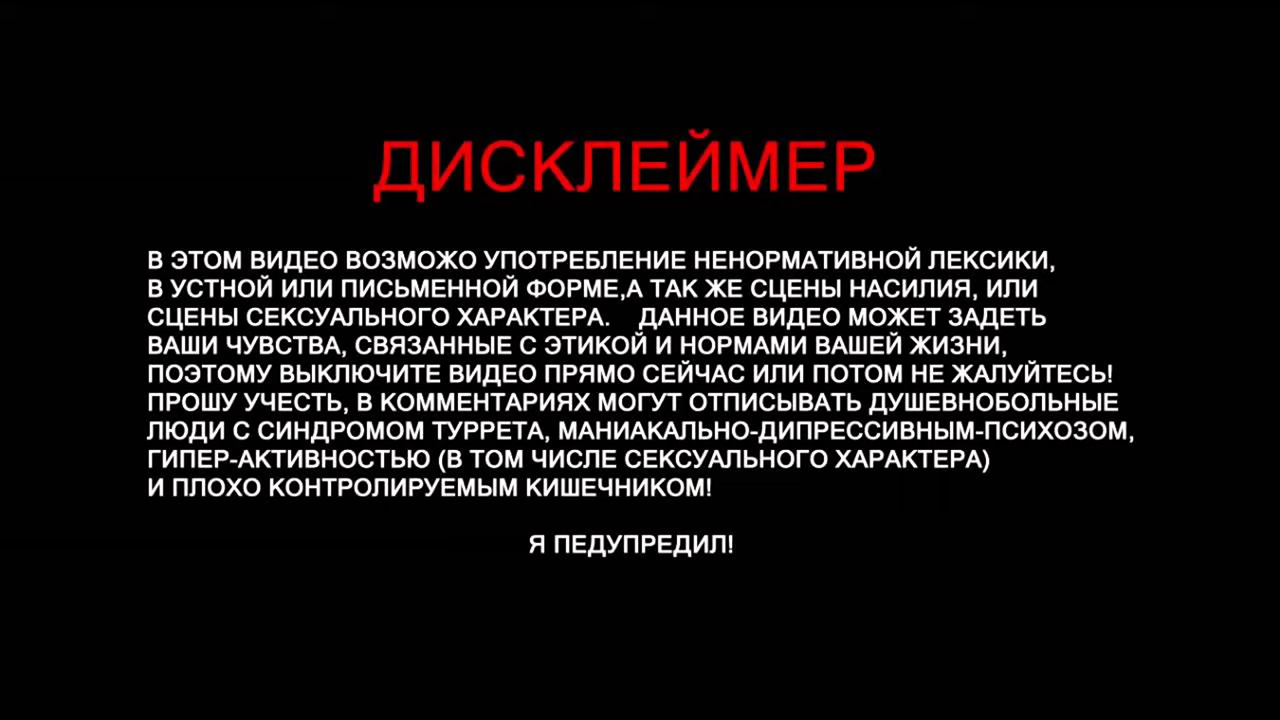 ДИСКЛЕЙМЕР
В ЭТОМ ВИДЕО ВОЗМОЖО УПОТРЕБЛЕНИЕ НЕНОРМАТИВНОЙ ЛЕКСИКИ,
В УСТНОЙ ИЛИ ПИСЬМЕННОЙ ФОРМЕ,А ТАК ЖЕ СЦЕНЫ НАСИЛИЯ, ИЛИ
СЦЕНЫ СЕКСУАЛЬНОГО ХАРАКТЕРА. ДАННОЕ ВИДЕО МОЖЕТ ЗАДЕТЬ
ВАШИ ЧУВСТВА, СВЯЗАННЫЕ С ЭТИКОЙ И НОРМАМИ ВАШЕЙ ЖИЗНИ,
ПОЭТОМУ ВЫКЛЮЧИТЕ ВИДЕО ПРЯМО СЕЙЧАС ИЛИ ПОТОМ НЕ ЖАЛУЙТЕСЬ!
ПРОШУ УЧЕСТЬ, В КОММЕНТАРИЯХ МОГУТ ОТПИСЫВАТЬ ДУШЕВНОБОЛЬНЫЕ
ЛЮДИ С СИНДРОМОМ ТУРРЕТА, МАНИАКАЛЬНО-ДИПРЕССИВНЫМ-ПСИХОЗОМ,
ГИПЕР-АКТИВНОСТЬЮ (В ТОМ ЧИСЛЕ СЕКСУАЛЬНОГО ХАРАКТЕРА)
И ПЛОХО КОНТРОЛИРУЕМЫМ КИШЕЧНИКОМ!
Я ПЕДУПРЕДИЛ!